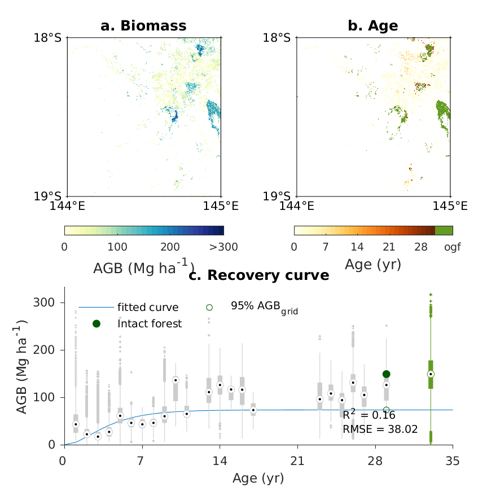 a. Biomass
b. Age
18°S
19°S
144°E
145°E
18°S
19°S
144°E
145°E
0 100 200 >300
AGB (Mg ha⁻¹)
0 7 14 21 28 ogf
Age (yr)
c. Recovery curve
fitted curve
95% AGB_grid
Intact forest
R² = 0.16
RMSE = 38.02
300
200
100
0
AGB (Mg ha⁻¹)
0 7 14 21 28 35
Age (yr)